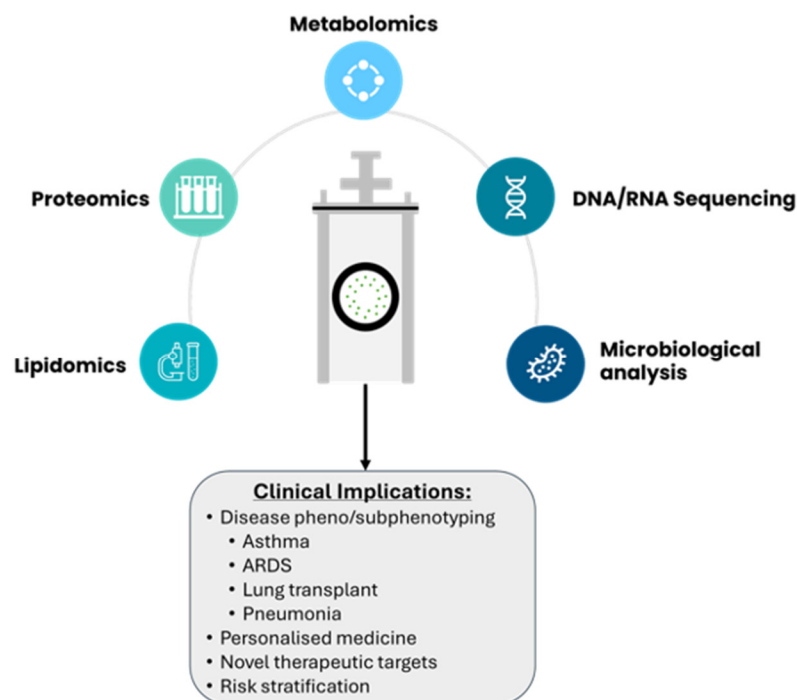 Metabolomics
Proteomics
DNA/RNA Sequencing
Lipidomics
Microbiological
analysis
Clinical Implications:
• Disease pheno/subphenotyping
• Asthma
• ARDS
• Lung transplant
• Pneumonia
• Personalised medicine
• Novel therapeutic targets
• Risk stratification